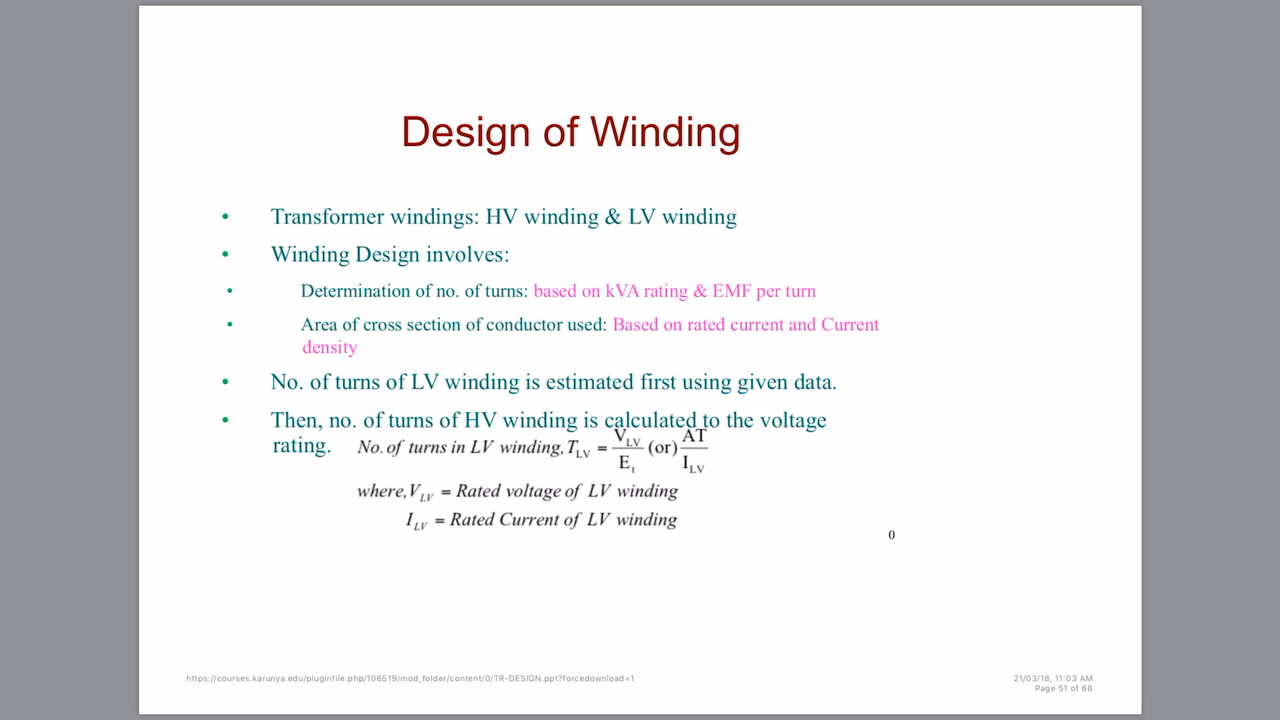 Design of Winding
• Transformer windings: HV winding & LV winding
• Winding Design involves:
• Determination of no. of turns: based on kVA rating & EMF per turn
• Area of cross section of conductor used: Based on rated current and Current
density
• No. of turns of LV winding is estimated first using given data.
• Then, no. of turns of HV winding is calculated to the voltage
rating. No. of turns in LV winding, T_LV = V_LV / E_t (or) AT / I_LV
where, V_LV = Rated voltage of LV winding
I_LV = Rated Current of LV winding
0
https://courses.karunya.edu/pluginfile.php/106519/mod_folder/content/0/TR-DESIGN.ppt?forcedownload=1
21/03/18, 11:03 AM
Page 51 of 68